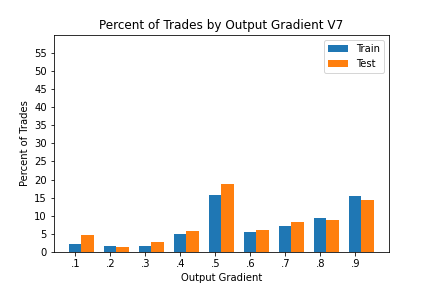 Percent of Trades by Output Gradient V7
Train
Test
Percent of Trades
55
50
45
40
35
30
25
20
15
10
5
0
.1 .2 .3 .4 .5 .6 .7 .8 .9
Output Gradient